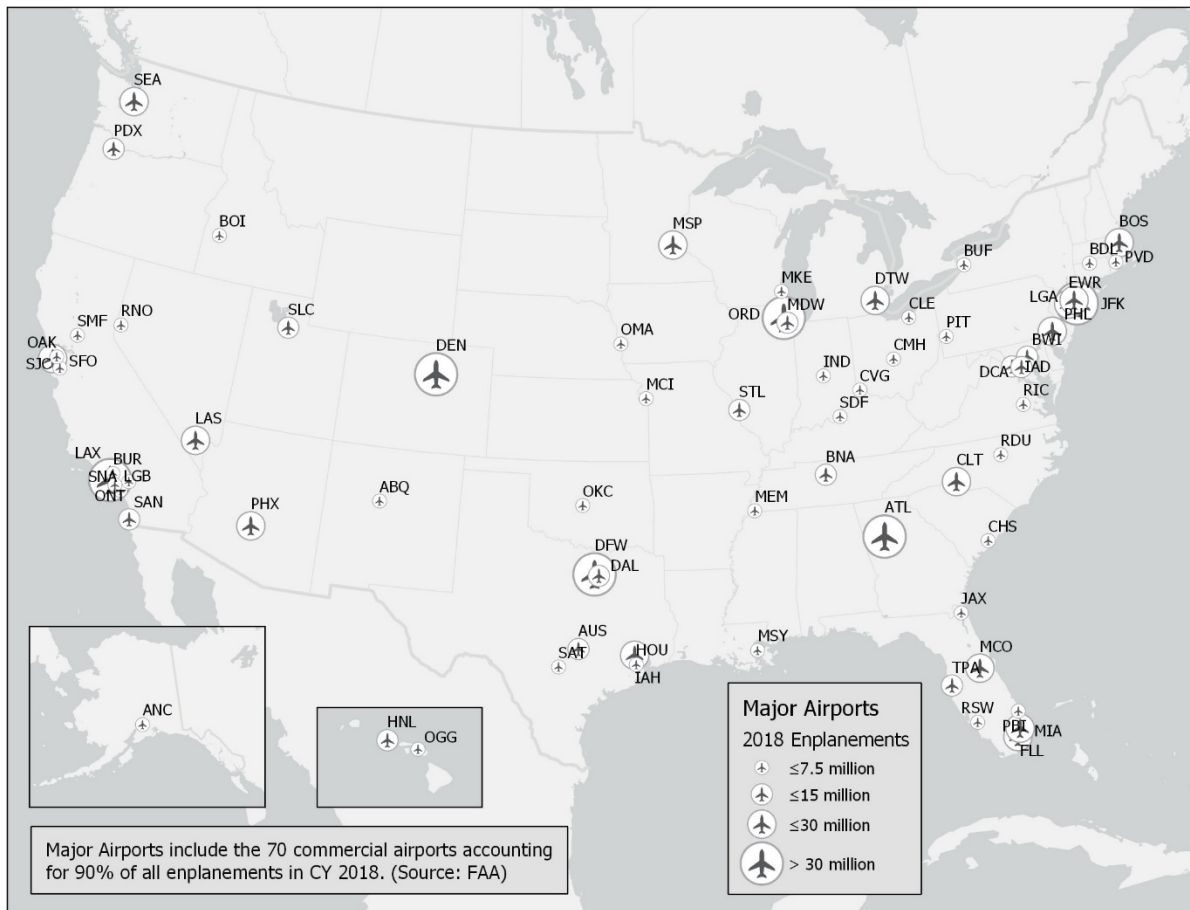 SEA
PDX
BOI
MSP
BOS
BUF
BDL
PVD
MKE
DTW
EWR
RNO
SLC
LGA
JFK
SMF
ORD
MDW
CLE
PHL
OMA
PIT
OAK
DEN
BWI
SJC
SFO
IND
CMH
DCA
IAD
MCI
CVG
STL
SDF
RIC
LAS
LAX
BUR
RDU
SNA
LGB
BNA
CLT
ONT
ABQ
OKC
SAN
PHX
MEM
ATL
CHS
DFW
DAL
JAX
AUS
HOU
MSY
SAT
IAH
MCO
TPA
RSW
PBI
MIA
FLL
ANC
HNL
OGG
Major Airports
2018 Enplanements
≤7.5 million
≤15 million
≤30 million
> 30 million
Major Airports include the 70 commercial airports accounting
for 90% of all enplanements in CY 2018. (Source: FAA)